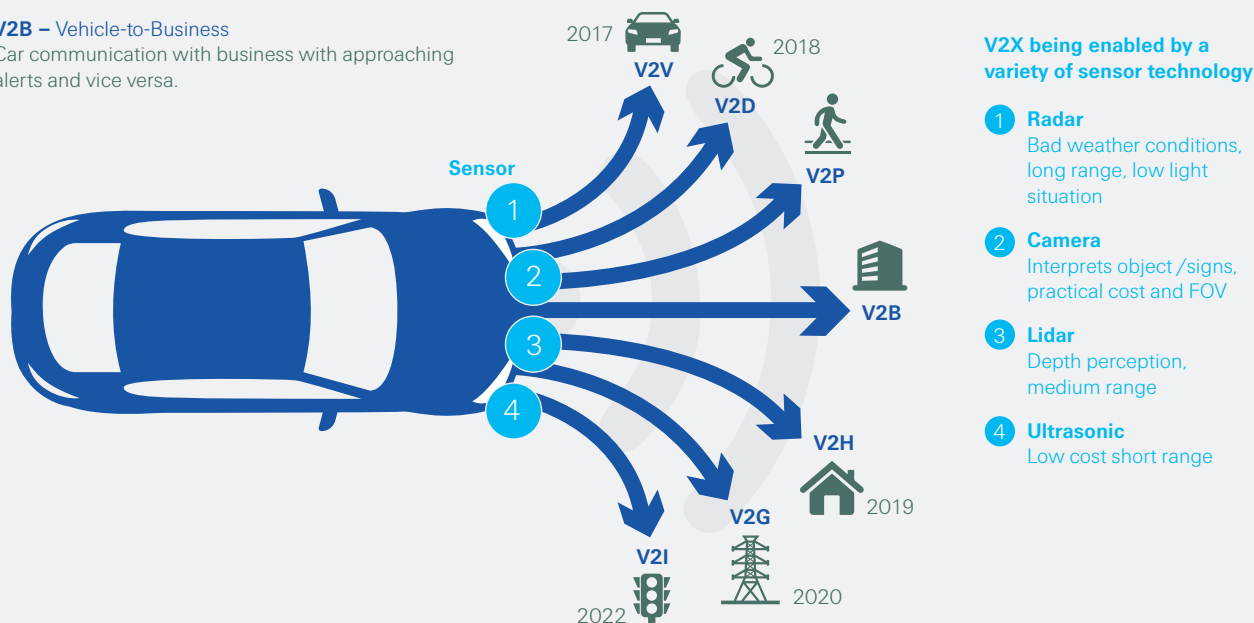 V2B – Vehicle-to-Business
Car communication with business with approaching
alerts and vice versa.
2017
V2V
2018
V2D
V2P
Sensor
1
2
V2B
3
4
V2H
2019
V2G
2020
V2I
2022
V2X being enabled by a
variety of sensor technology
1 Radar
Bad weather conditions,
long range, low light
situation
2 Camera
Interprets object/signs,
practical cost and FOV
3 Lidar
Depth perception,
medium range
4 Ultrasonic
Low cost short range